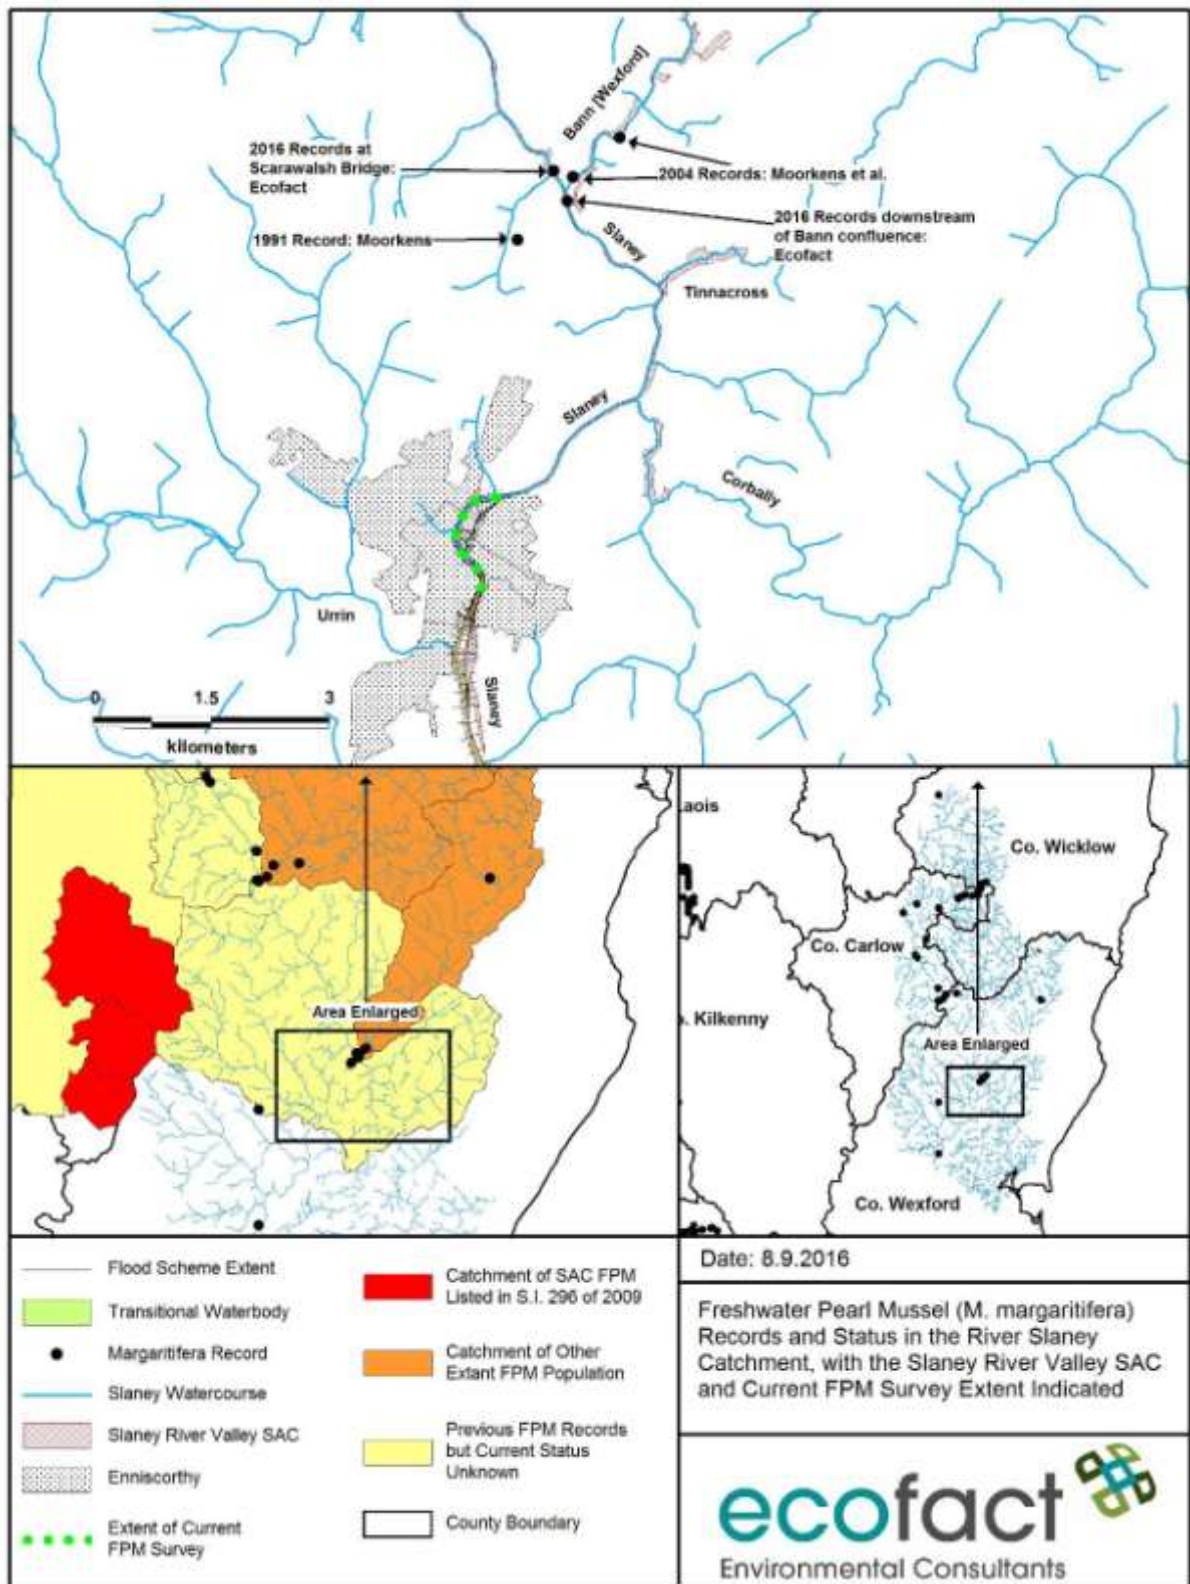 Bann [Wexford]
2016 Records at
Scarawalsh Bridge:
Ecofact
2004 Records: Moorkens et al.
2016 Records downstream
of Bann confluence:
Ecofact
1991 Record: Moorkens
Slaney
Tinnacross
Slaney
Corbally
Urrin
Slaney
0 1.5 3
kilometers
Area Enlarged
aois
Co. Wicklow
Co. Carlow
. Kilkenny
Area Enlarged
Co. Wexford
Flood Scheme Extent
Transitional Waterbody
Margaritifera Record
Slaney Watercourse
Slaney River Valley SAC
Enniscorthy
Extent of Current
FPM Survey
Catchment of SAC FPM
Listed in S.I. 296 of 2009
Catchment of Other
Extant FPM Population
Previous FPM Records
but Current Status
Unknown
County Boundary
Date: 8.9.2016
Freshwater Pearl Mussel (M. margaritifera)
Records and Status in the River Slaney
Catchment, with the Slaney River Valley SAC
and Current FPM Survey Extent Indicated
ecofact
Environmental Consultants